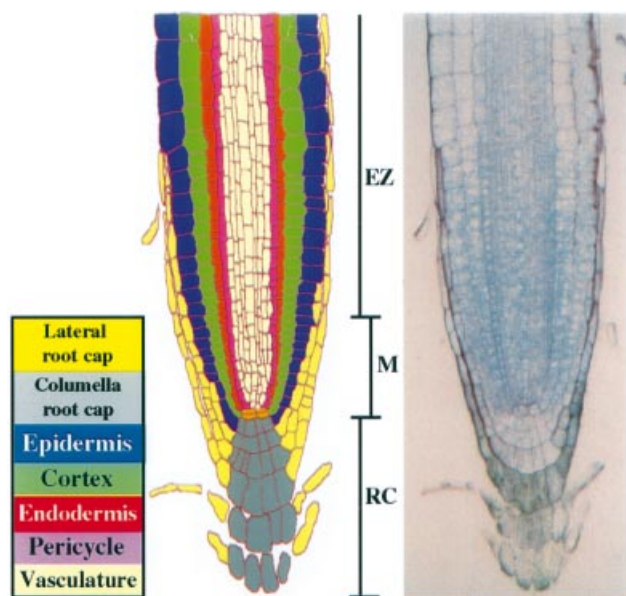 EZ
M
RC
Lateral
root cap
Columella
root cap
Epidermis
Cortex
Endodermis
Pericycle
Vasculature